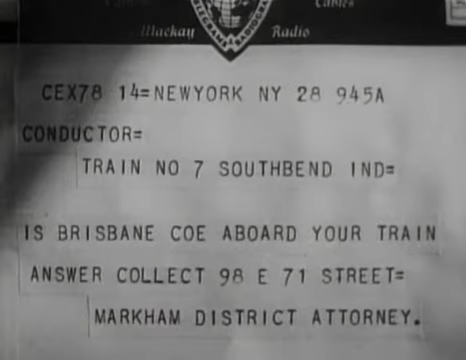 Cables
Mackay Radio
CEX78 14=NEWYORK NY 28 945A
CONDUCTOR=
TRAIN NO 7 SOUTHBEND IND=
IS BRISBANE COE ABOARD YOUR TRAIN
ANSWER COLLECT 98 E 71 STREET=
MARKHAM DISTRICT ATTORNEY.